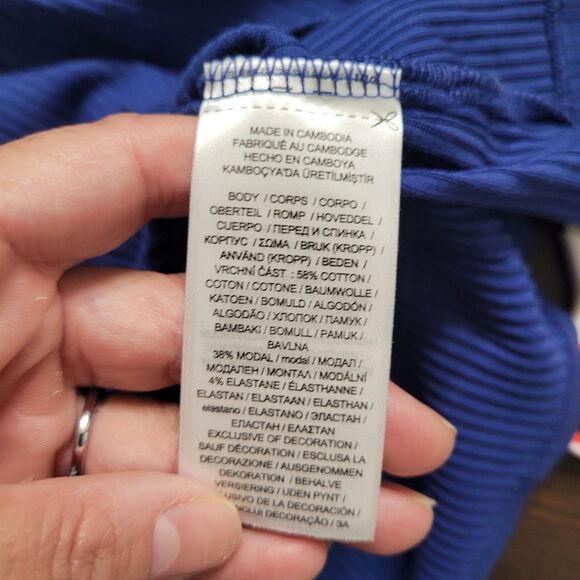 MADE IN CAMBODIA
FABRIQUÉ AU CAMBODGE
HECHO EN CAMBOYA
KAMBOÇYA'DA ÜRETİLMİŞTİR
BODY / CORPS / CORPO /
OBERTEIL / ROMP / HOVEDDEL /
CUERPO / ПЕРЕД И СПИНКА /
КОРПУС / ΣΩΜΑ / BRUK (KROPP) /
ANVÄND (KROPP) / BEDEN /
VRCHNÍ ČÁST : 58% COTTON /
COTON / COTONE / BAUMWOLLE /
KATOEN / BOMULD / ALGODÓN /
ALGODÃO / ХЛОПОК / ПАМУК /
BAMBAKI / BOMULL / PAMUK /
BAVLNA
38% MODAL / modal / МОДАЛ /
МОДАЛЕН / ΜΟΝΤΑΛ / MODÁLNÍ
4% ELASTANE / ÉLASTHANNE /
ELASTAN / ELASTAAN / ELASTHAN /
elastano / ELASTANO / ЭЛАСТАН /
ЕЛАСТАН / ΕΛΑΣΤΑΝ
EXCLUSIVE OF DECORATION /
SAUF DÉCORATION / ESCLUSA LA
DECORAZIONE / AUSGENOMMEN
DEKORATION / BEHALVE
VERSIERING / UDEN PYNT /
LUSIVO DE LA DECORACIÓN /
NCLUI DECORAÇÃO / ЗА